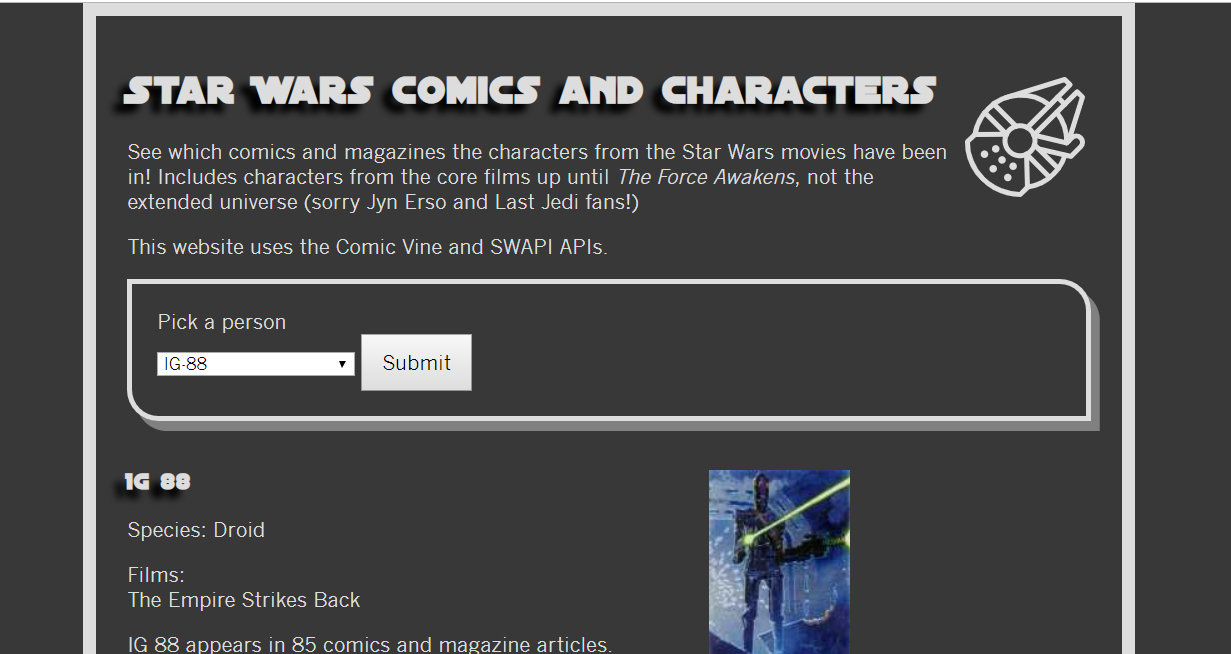 STAR WARS COMICS AND CHARACTERS
See which comics and magazines the characters from the Star Wars movies have been
in! Includes characters from the core films up until The Force Awakens, not the
extended universe (sorry Jyn Erso and Last Jedi fans!)
This website uses the Comic Vine and SWAPI APIs.
Pick a person
IG-88
Submit
IG 88
Species: Droid
Films:
The Empire Strikes Back
IG 88 appears in 85 comics and magazine articles.